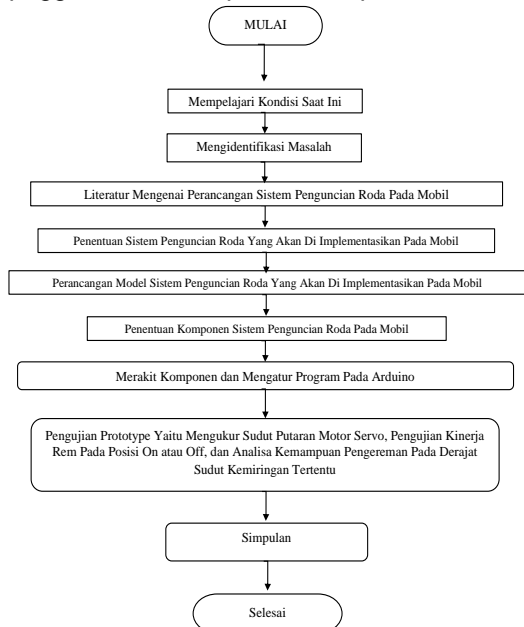 MULAI
Mempelajari Kondisi Saat Ini
Mengidentifikasi Masalah
Literatur Mengenai Perancangan Sistem Penguncian Roda Pada Mobil
Penentuan Sistem Penguncian Roda Yang Akan Di Implementasikan Pada Mobil
Perancangan Model Sistem Penguncian Roda Yang Akan Di Implementasikan Pada Mobil
Penentuan Komponen Sistem Penguncian Roda Pada Mobil
Merakit Komponen dan Mengatur Program Pada Arduino
Pengujian Prototype Yaitu Mengukur Sudut Putaran Motor Servo, Pengujian Kinerja
Rem Pada Posisi On atau Off, dan Analisa Kemampuan Pengereman Pada Derajat
Sudut Kemiringan Tertentu
Simpulan
Selesai